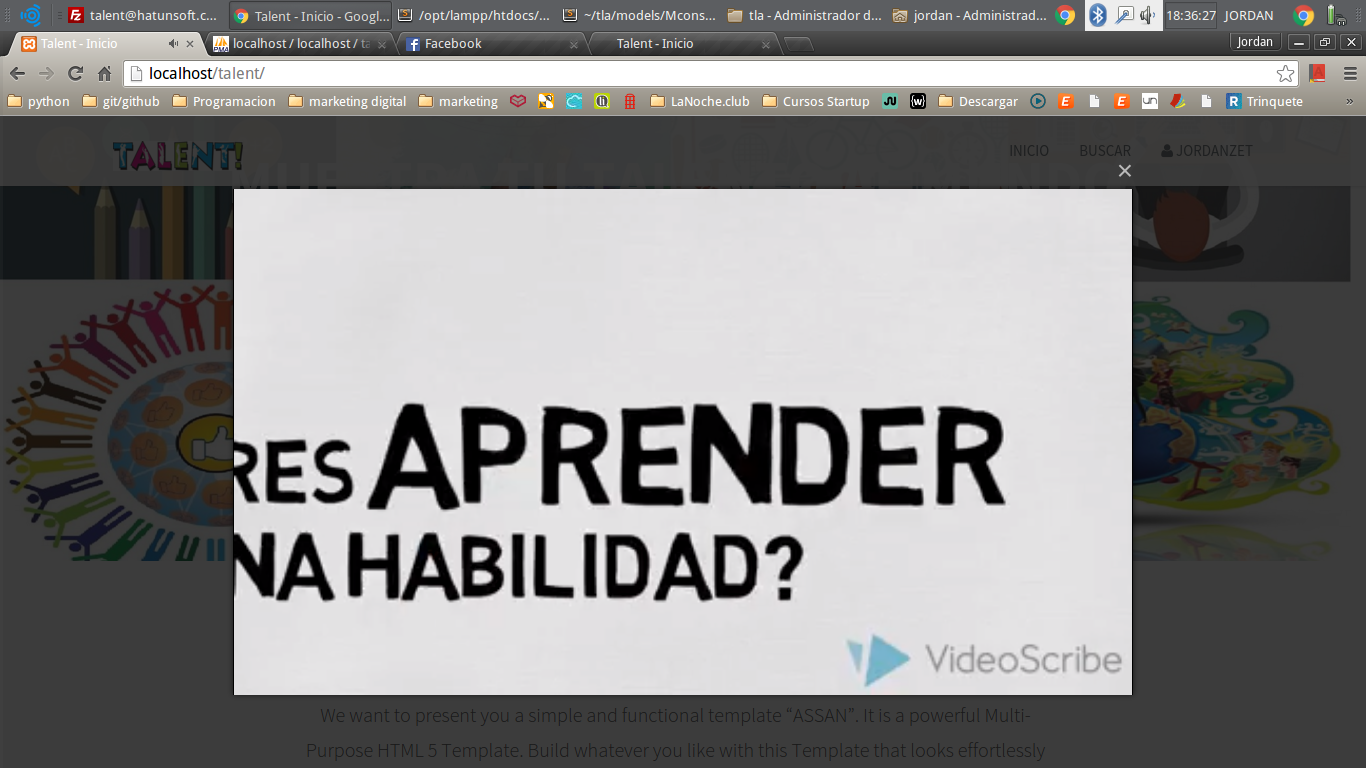 talent@hatunsoft.c...
Talent - Inicio - Googl...
/opt/lampp/htdocs/...
~/tla/models/Mcons...
tla - Administrador d...
jordan - Administrad...
18:36:27
JORDAN
Talent - Inicio
localhost / localhost / ta
Facebook
Talent - Inicio
Jordan
localhost/talent/
python
git/github
Programacion
marketing digital
marketing
LaNoche.club
Cursos Startup
Descargar
Trinquete
»
TALENT!
INICIO
BUSCAR
JORDANZET
RES APRENDER
NA HABILIDAD?
VideoScribe
We want to present you a simple and functional template “ASSAN”. It is a powerful Multi-
Purpose HTML 5 Template. Build whatever you like with this Template that looks effortlessly